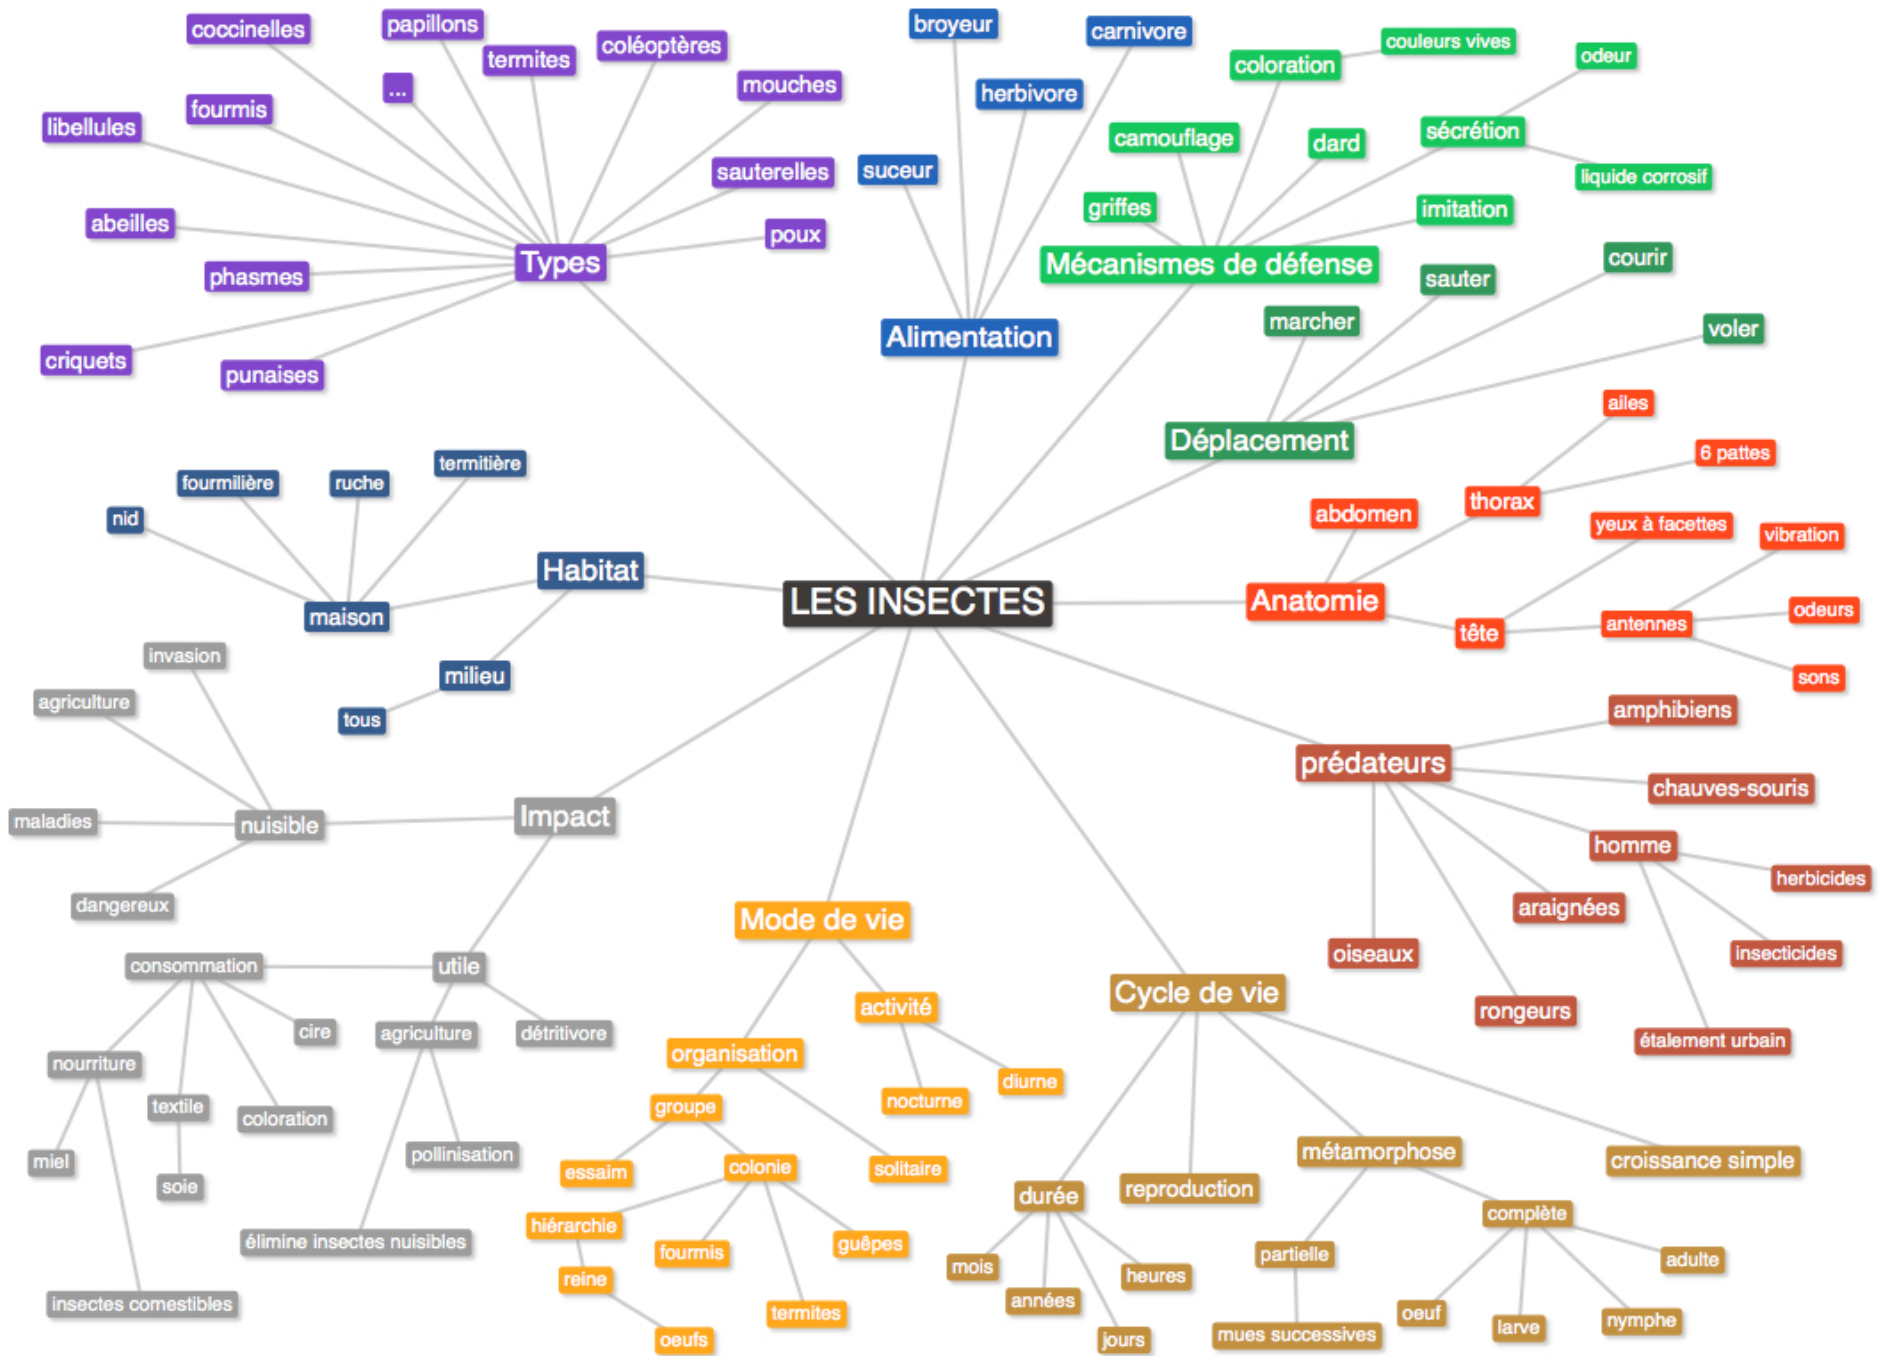 LES INSECTES
Types
coccinelles
papillons
termites
coléoptères
...
mouches
fourmis
libellules
sauterelles
abeilles
poux
phasmes
criquets
punaises
Alimentation
broyeur
carnivore
herbivore
suceur
Mécanismes de défense
coloration
couleurs vives
odeur
camouflage
dard
sécrétion
liquide corrosif
griffes
imitation
Déplacement
marcher
sauter
courir
voler
Anatomie
abdomen
thorax
ailes
6 pattes
tête
yeux à facettes
antennes
vibration
odeurs
sons
prédateurs
amphibiens
chauves-souris
homme
herbicides
insecticides
étalement urbain
araignées
rongeurs
oiseaux
Cycle de vie
durée
mois
années
jours
heures
reproduction
métamorphose
partielle
mues successives
complète
oeuf
larve
nymphe
adulte
croissance simple
Mode de vie
activité
nocturne
diurne
organisation
groupe
essaim
colonie
hiérarchie
reine
oeufs
fourmis
termites
guêpes
solitaire
Impact
nuisible
invasion
agriculture
maladies
dangereux
utile
consommation
nourriture
miel
insectes comestibles
textile
soie
coloration
cire
agriculture
élimine insectes nuisibles
pollinisation
détritivore
Habitat
maison
nid
fourmilière
ruche
termitière
milieu
tous